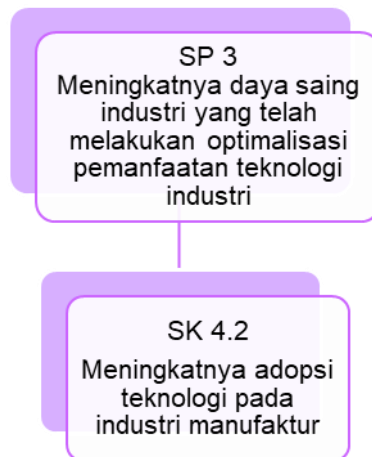 SP 3
Meningkatnya daya saing
industri yang telah
melakukan optimalisasi
pemanfaatan teknologi
industri
SK 4.2
Meningkatnya adopsi
teknologi pada
industri manufaktur